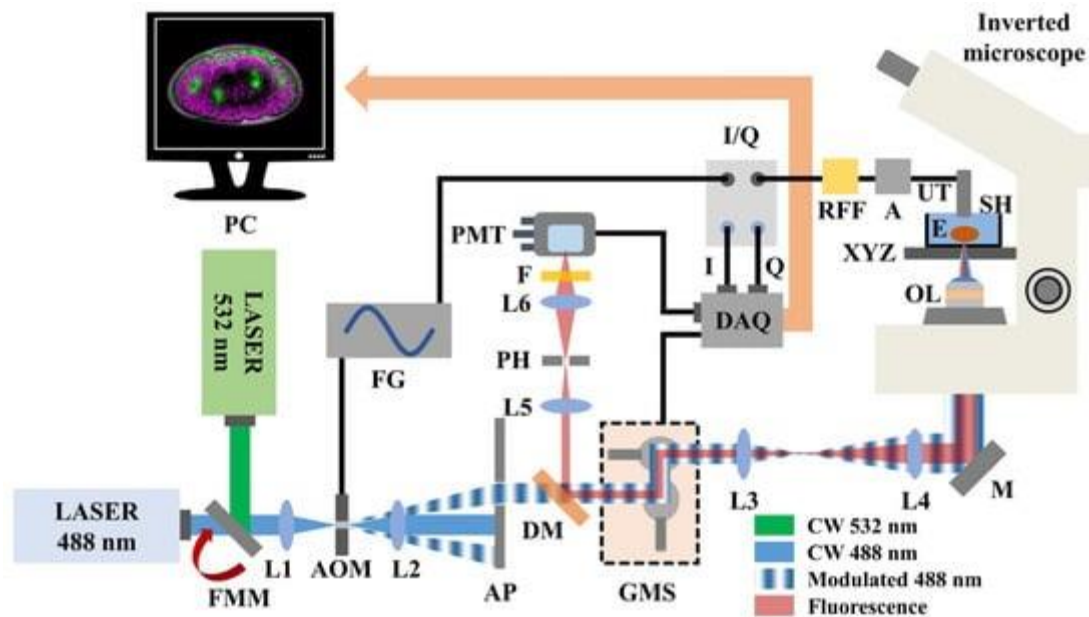 Inverted
microscope
I/Q
PC
PMT
RFF
A
UT
SH
E
XYZ
F
I
Q
L6
OL
DAQ
LASER
532 nm
FG
PH
L5
LASER
488 nm
FMM
L1
AOM
L2
AP
DM
GMS
L3
L4
M
CW 532 nm
CW 488 nm
Modulated 488 nm
Fluorescence